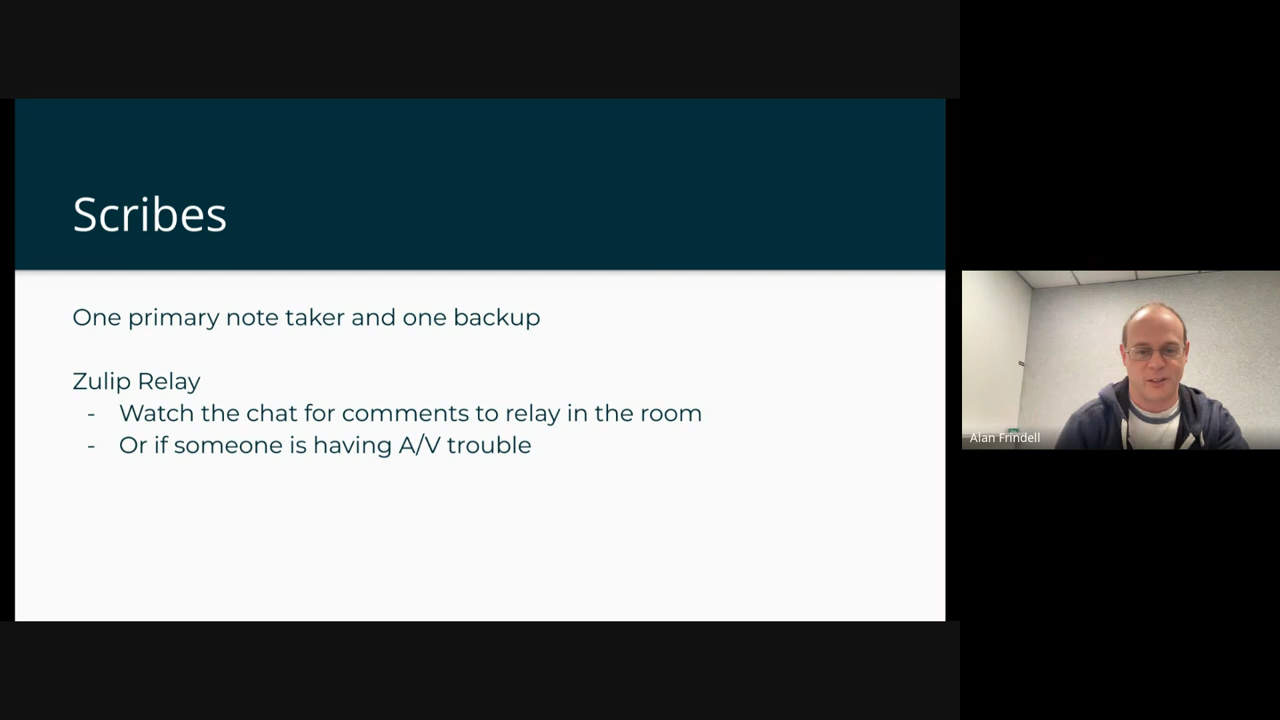 Scribes
One primary note taker and one backup
Zulip Relay
- Watch the chat for comments to relay in the room
- Or if someone is having A/V trouble
Alan Frindell